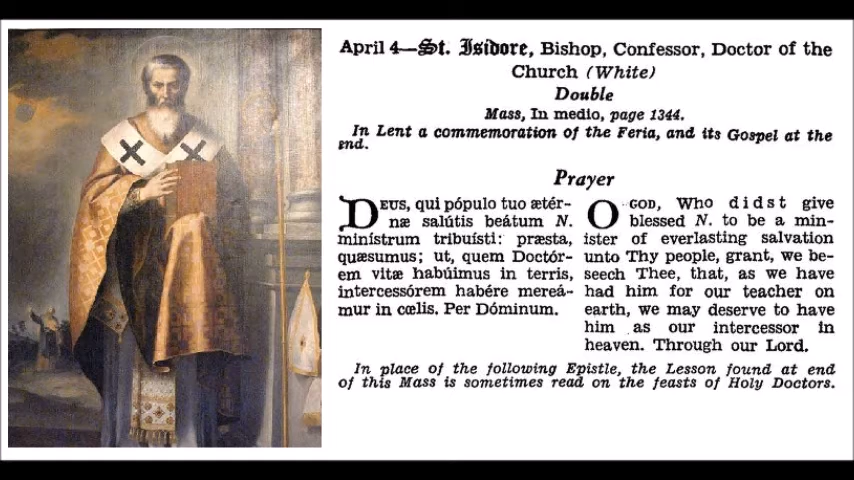 April 4—St. Isidore, Bishop, Confessor, Doctor of the
Church (White)
Double
Mass, In medio, page 1344.
In Lent a commemoration of the Feria, and its Gospel at the
end.
Prayer
DEUS, qui pópulo tuo ætér-
næ salútis beátum N.
minístrum tribuísti: præsta,
quæsumus; ut, quem Doctór-
em vitæ habúimus in terris,
intercessórem habére mereá-
mur in cœlis. Per Dóminum.
O GOD, Who didst give
blessed N. to be a min-
ister of everlasting salvation
unto Thy people, grant, we be-
seech Thee, that, as we have
had him for our teacher on
earth, we may deserve to have
him as our intercessor in
heaven. Through our Lord.
In place of the following Epistle, the Lesson found at end
of this Mass is sometimes read on the feasts of Holy Doctors.